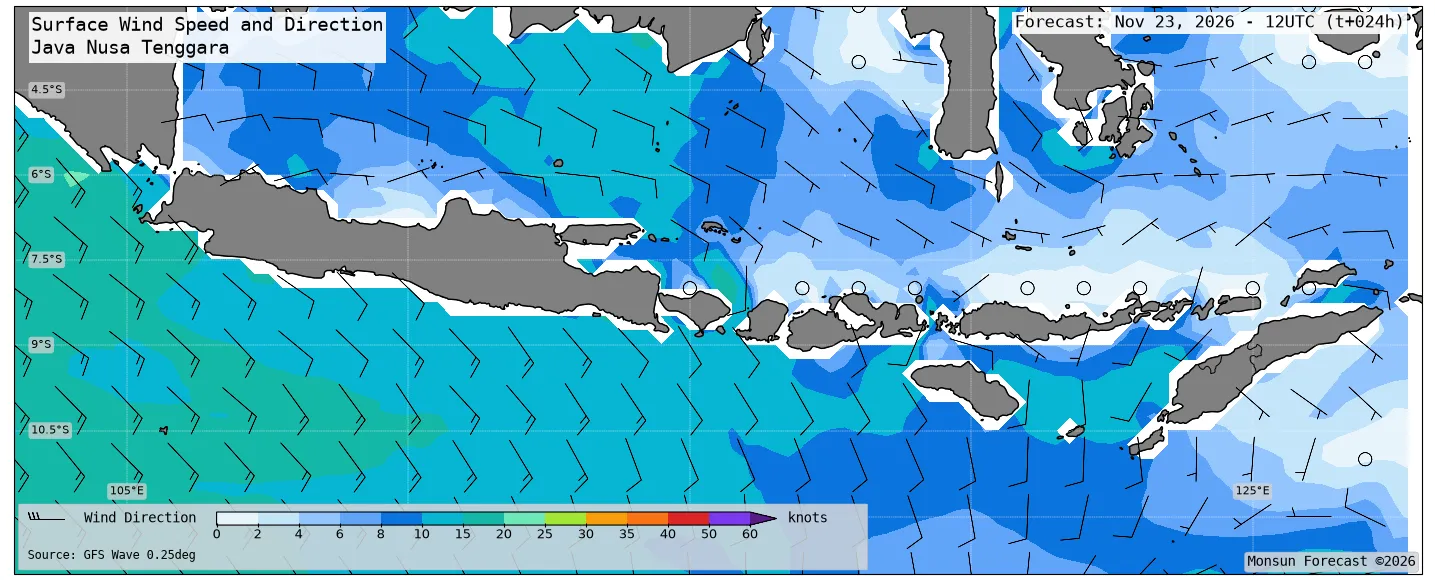 Surface Wind Speed and Direction
Java Nusa Tenggara
Forecast: Nov 23, 2026 - 12UTC (t+024h)
4.5°S
6°S
7.5°S
9°S
10.5°S
105°E
125°E
Wind Direction
0 2 4 6 8 10 15 20 25 30 35 40 50 60
knots
Source: GFS Wave 0.25deg
Monsun Forecast ©2026